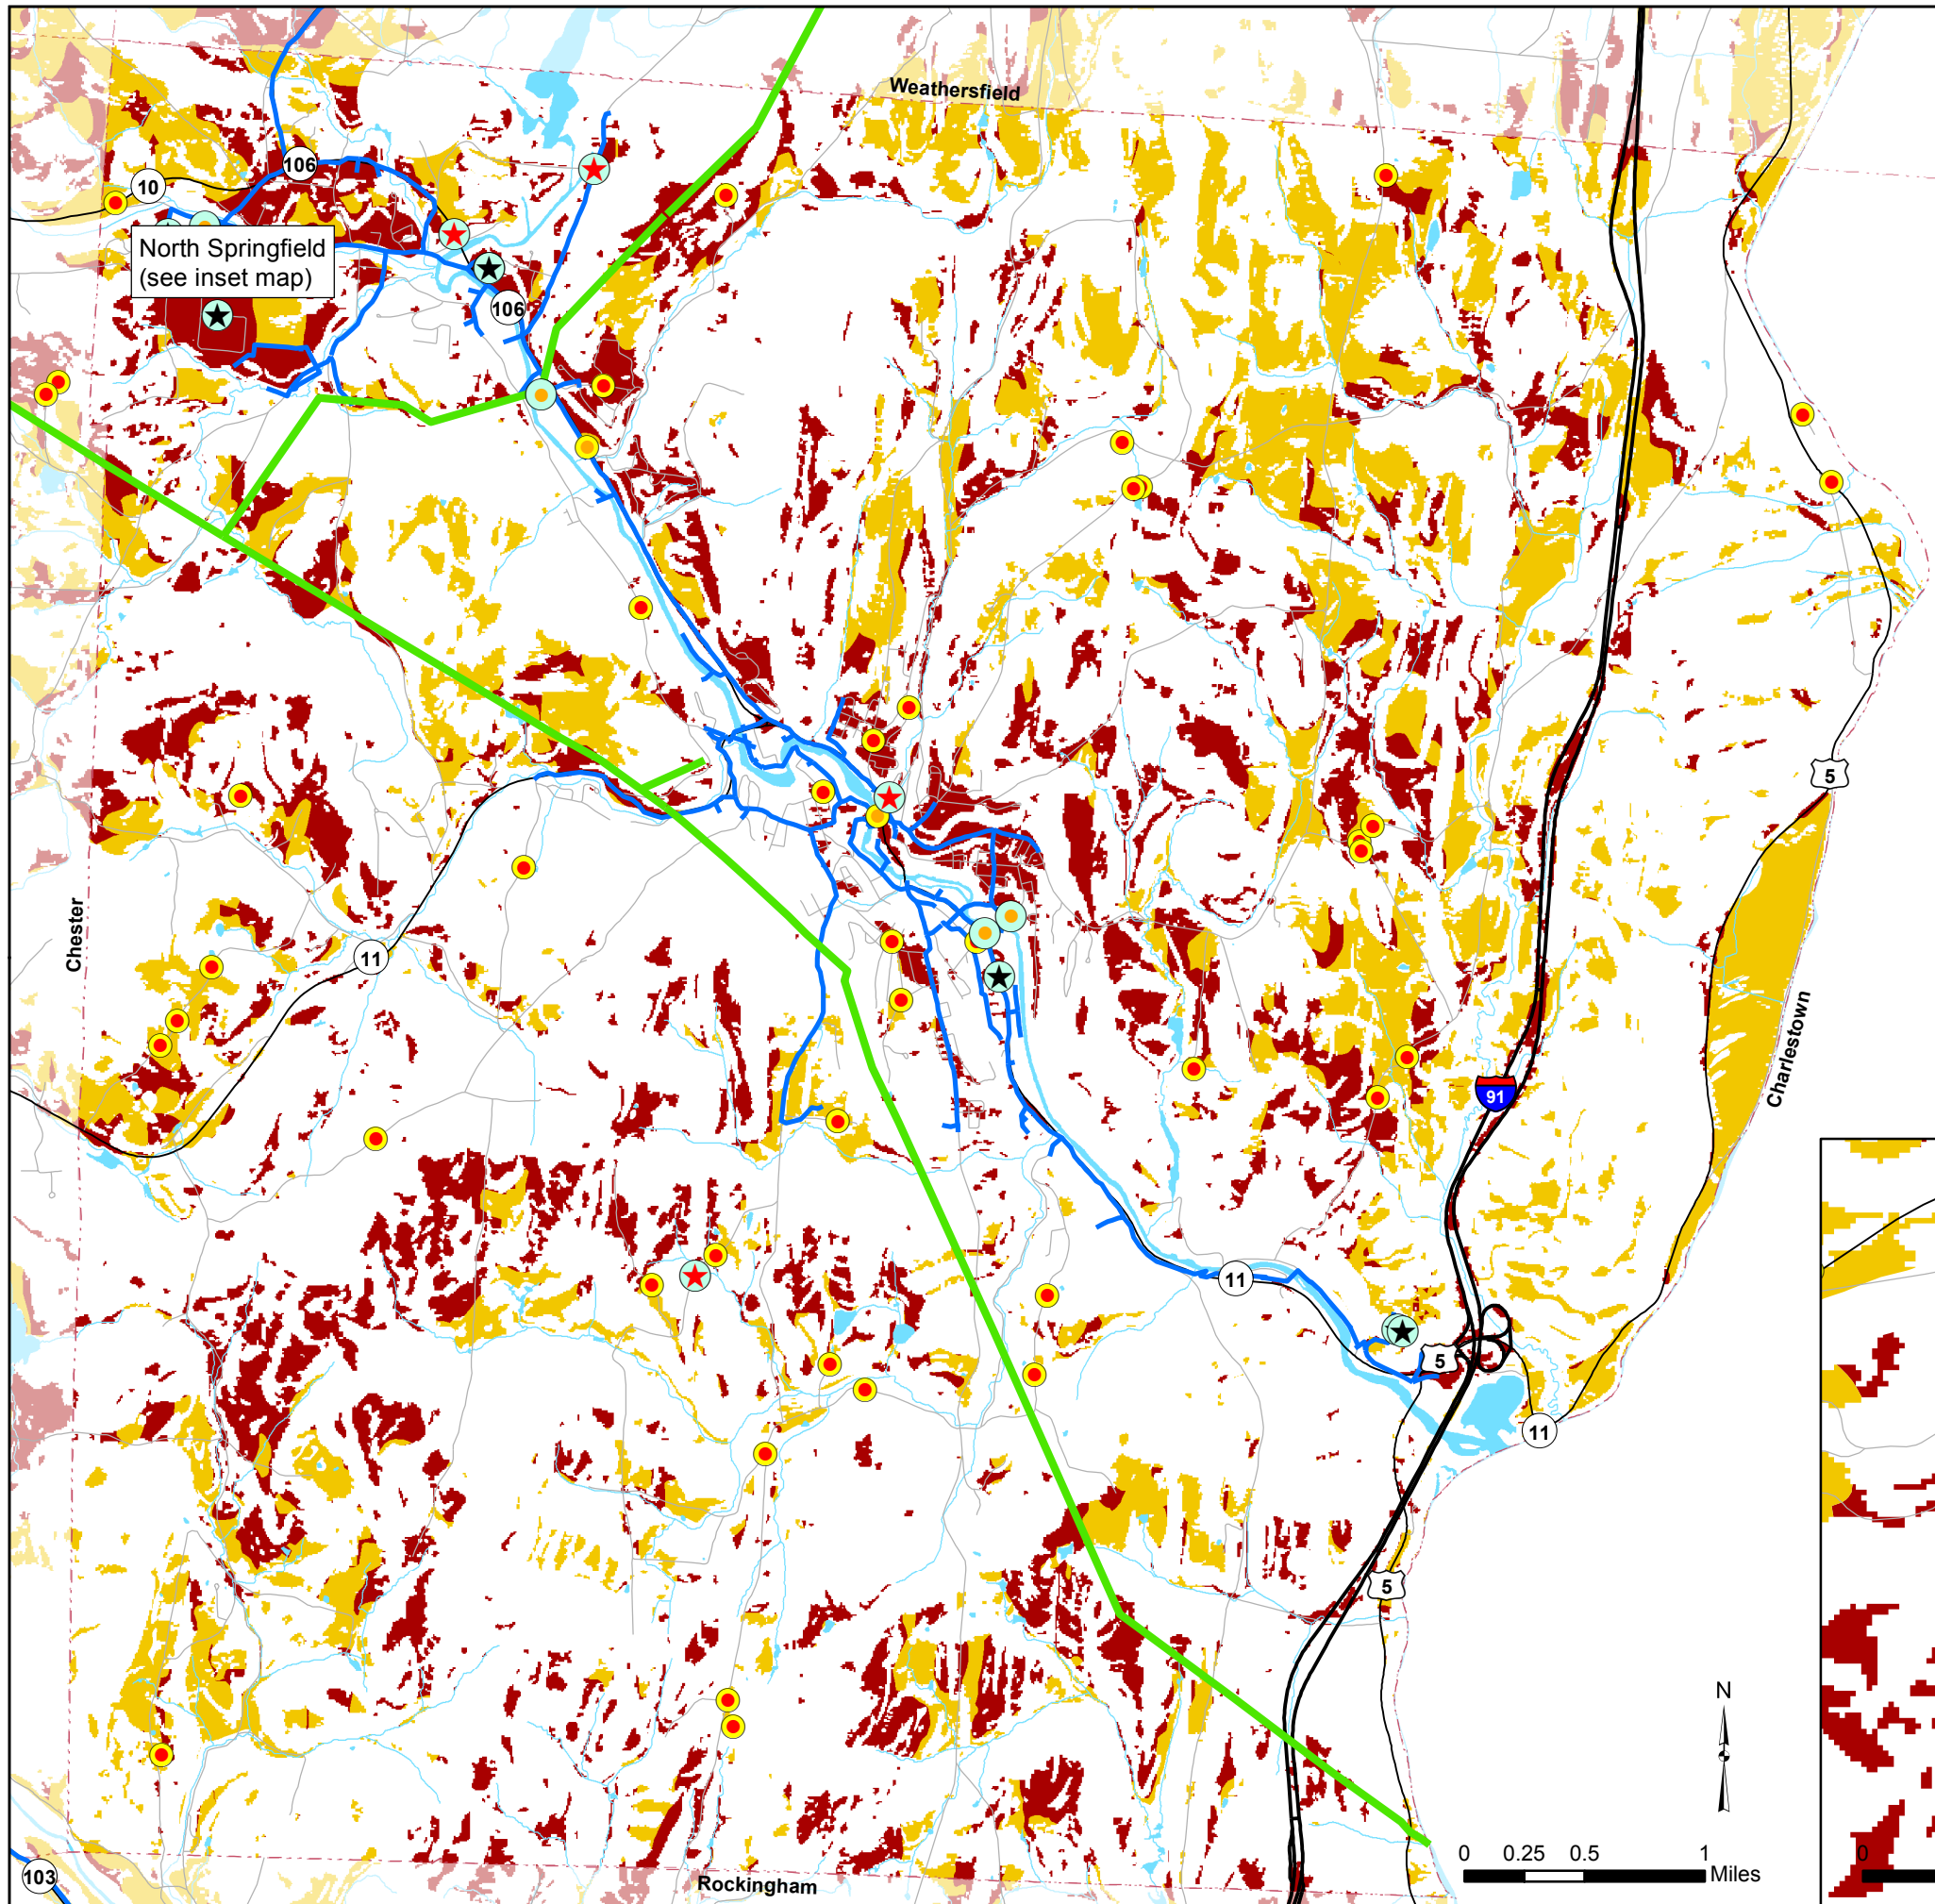 Weathersfield
106
10
North Springfield
(see inset map)
106
5
Chester
11
Charlestown
91
11
5
11
5
N
0 0.25 0.5 1
Miles
0
103
Rockingham